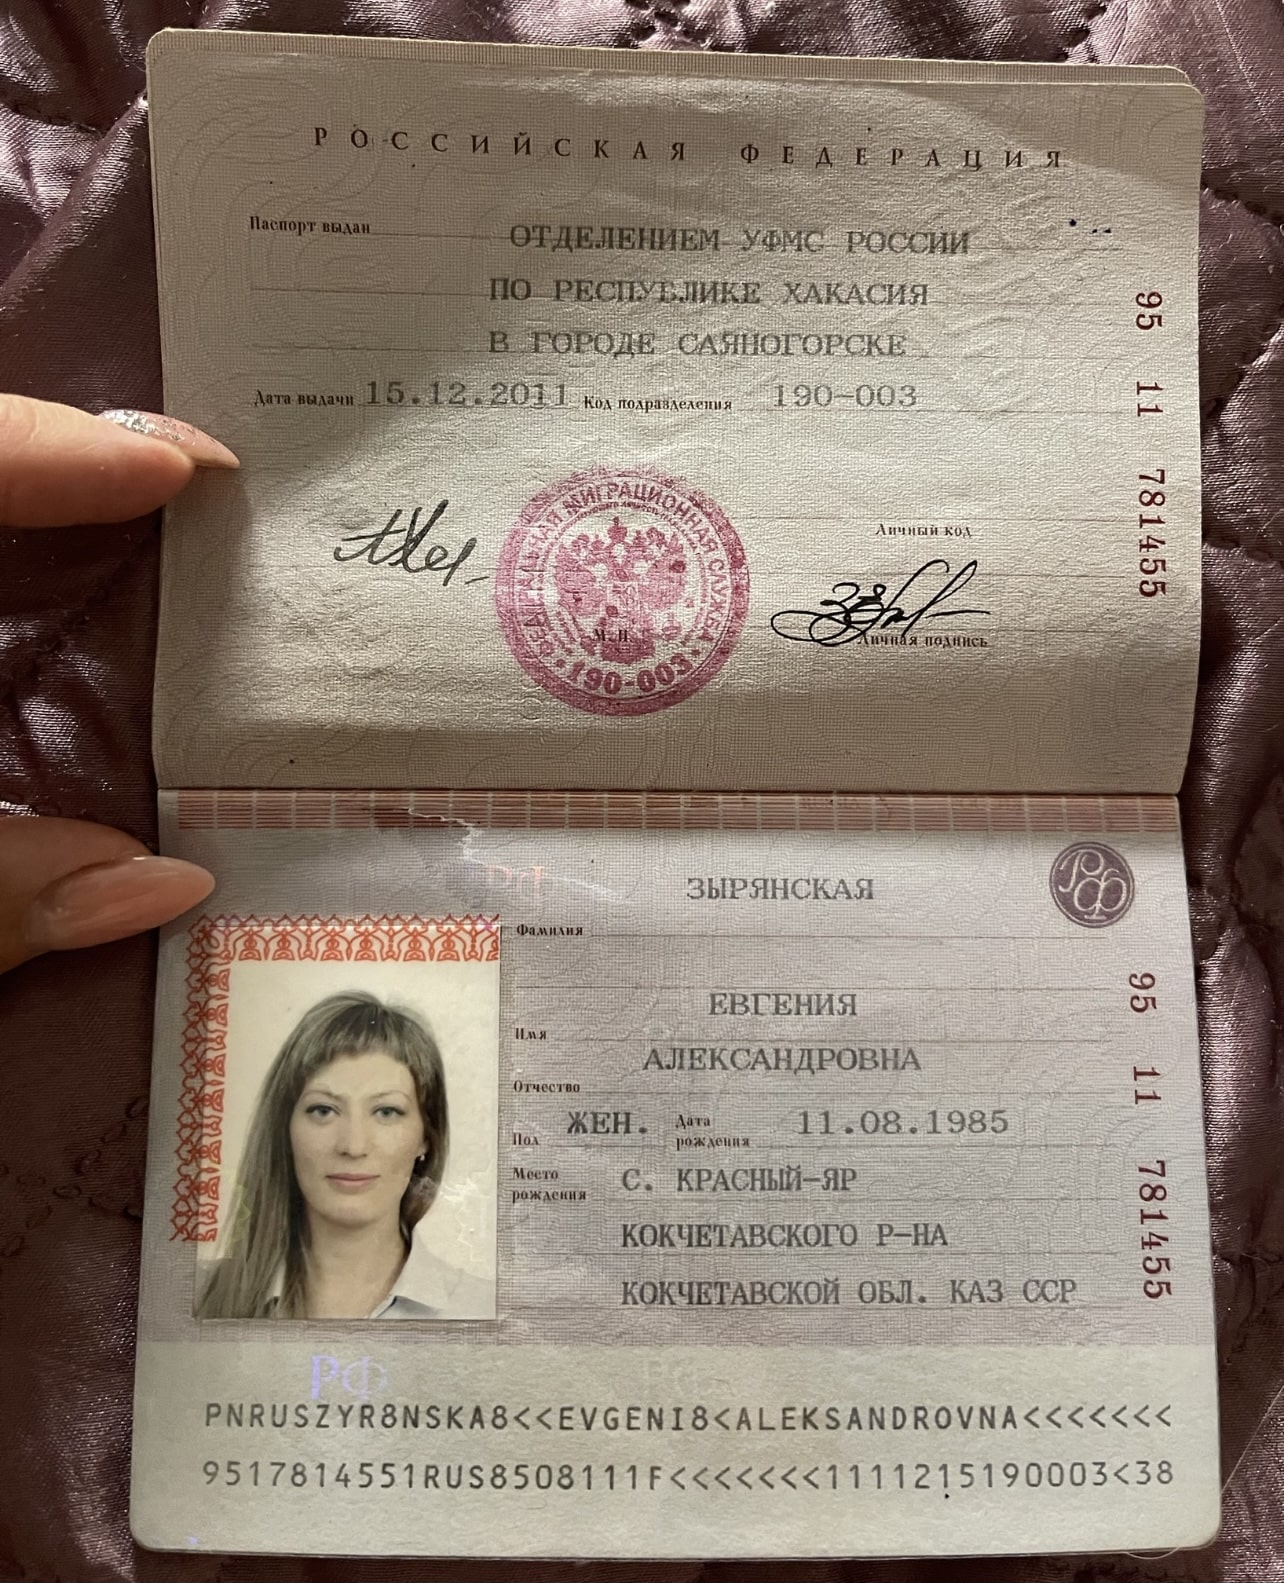 РОССИЙСКАЯ ФЕДЕРАЦИЯ
Паспорт выдан ОТДЕЛЕНИЕМ УФМС РОССИИ
ПО РЕСПУБЛИКЕ ХАКАСИЯ
В ГОРОДЕ САЯНОГОРСКЕ
Дата выдачи 15.12.2011 Код подразделения 190-003
95 11 781455
ФЕДЕРАЛЬНАЯ МИГРАЦИОННАЯ СЛУЖБА
М.П.
190-003
Личный код
Личная подпись
РФ
ЗЫРЯНСКАЯ
РФ
Фамилия
ЕВГЕНИЯ
Имя
АЛЕКСАНДРОВНА
Отчество
Пол ЖЕН. Дата рождения 11.08.1985
Место рождения С. КРАСНЫЙ-ЯР
КОКЧЕТАВСКОГО Р-НА
КОКЧЕТАВСКОЙ ОБЛ. КАЗ ССР
95 11 781455
РФ
PNRUSZYR8NSKA8<<EVGENI8<ALEKSANDROVNA<<<<<<<
9517814551RUS8508111F<<<<<<<1111215190003<38